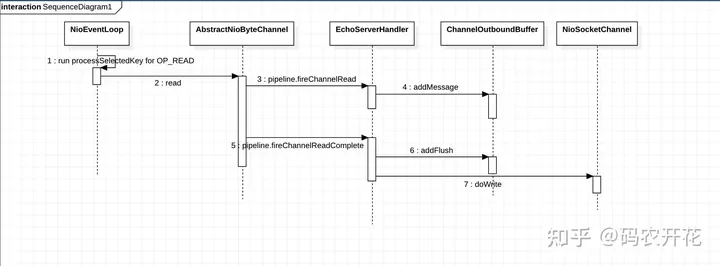 interaction SequenceDiagram1
NioEventLoop
AbstractNioByteChannel
EchoServerHandler
ChannelOutboundBuffer
NioSocketChannel
1 : run processSelectedKey for OP_READ
2 : read
3 : pipeline.fireChannelRead
4 : addMessage
5 : pipeline.fireChannelReadComplete
6 : addFlush
7 : doWrite
知乎 @码农开花